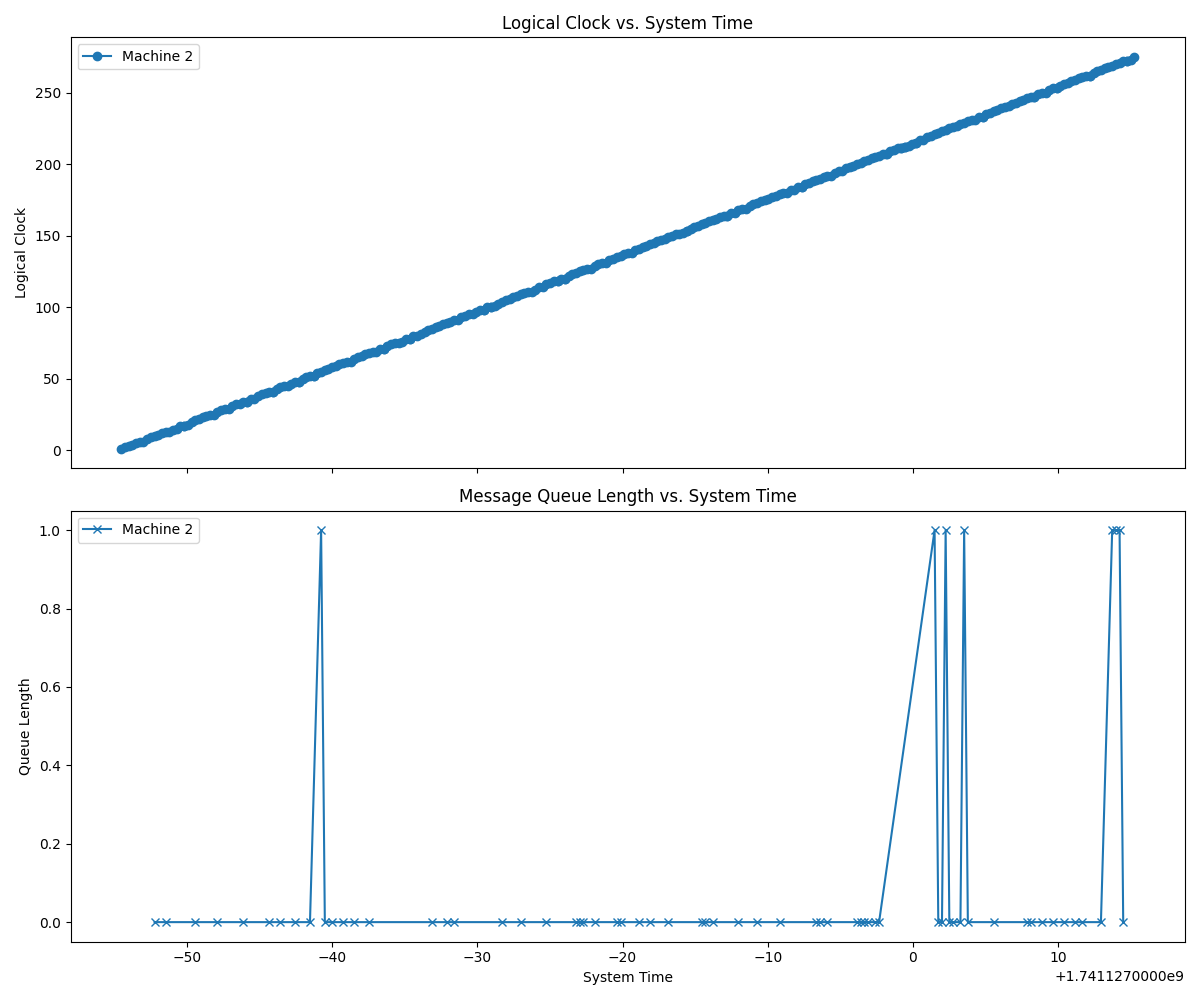 Logical Clock vs. System Time
Machine 2
Logical Clock
250
200
150
100
50
0
Message Queue Length vs. System Time
Machine 2
Queue Length
1.0
0.8
0.6
0.4
0.2
0.0
−50 −40 −30 −20 −10 0 10
System Time
+1.7411270000e9